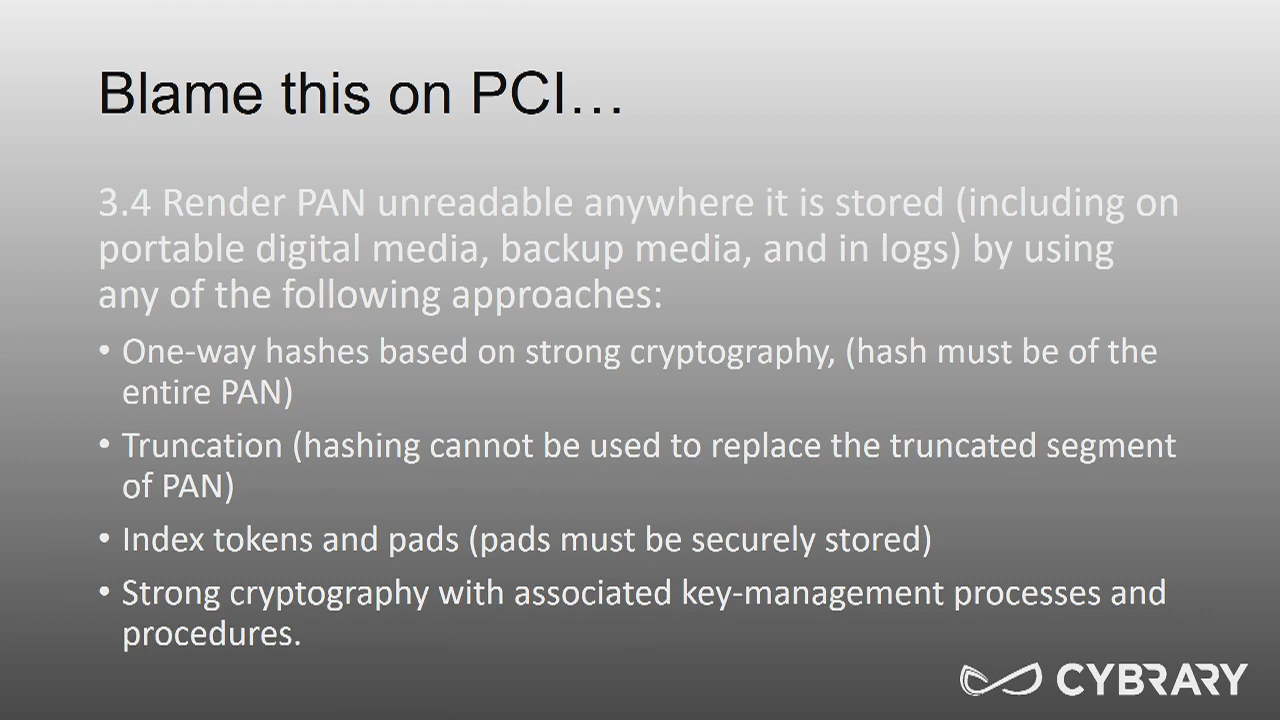 Blame this on PCI…
3.4 Render PAN unreadable anywhere it is stored (including on
portable digital media, backup media, and in logs) by using
any of the following approaches:
• One-way hashes based on strong cryptography, (hash must be of the
entire PAN)
• Truncation (hashing cannot be used to replace the truncated segment
of PAN)
• Index tokens and pads (pads must be securely stored)
• Strong cryptography with associated key-management processes and
procedures.
CYBRARY